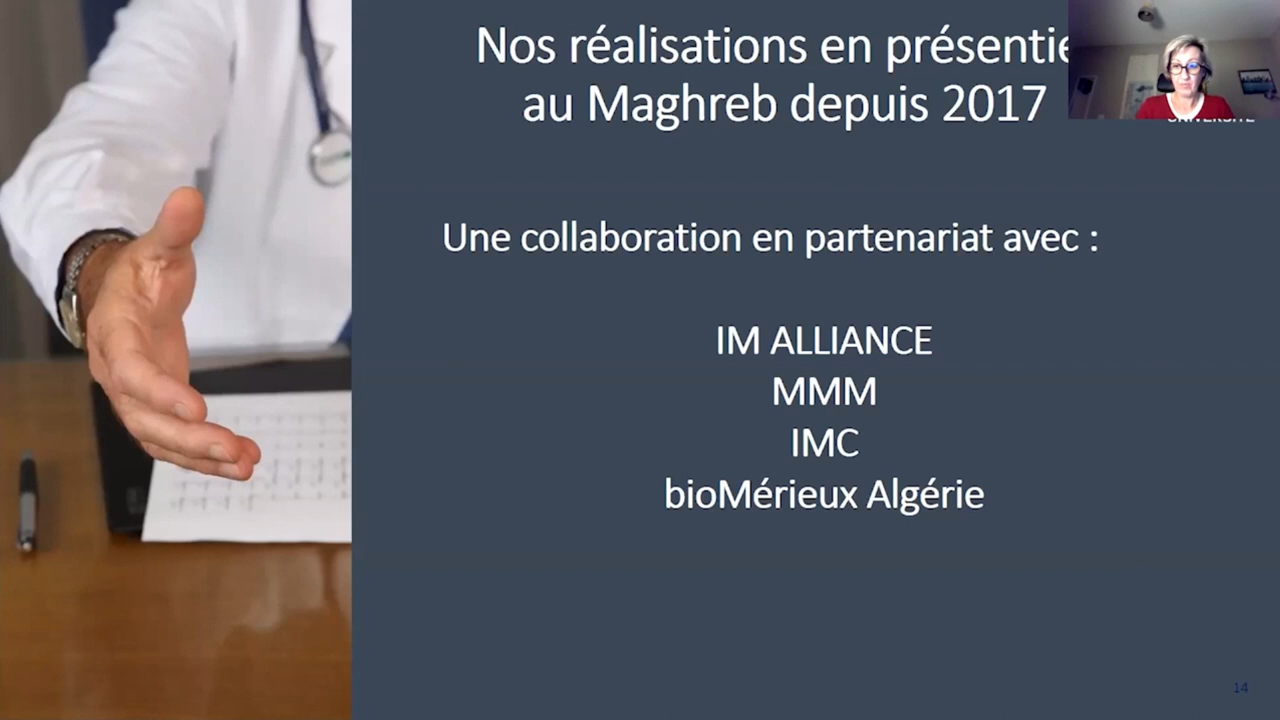 Nos réalisations en présentie
au Maghreb depuis 2017
UNIVERSITÉ
Une collaboration en partenariat avec :
IM ALLIANCE
MMM
IMC
bioMérieux Algérie
14